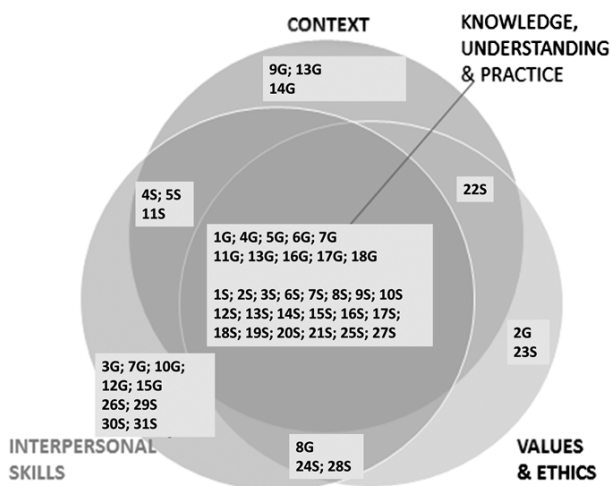 CONTEXT
KNOWLEDGE,
UNDERSTANDING
& PRACTICE
9G; 13G
14G
4S; 5S
11S
22S
1G; 4G; 5G; 6G; 7G
11G; 13G; 16G; 17G; 18G
1S; 2S; 3S; 6S; 7S; 8S; 9S; 10S
12S; 13S; 14S; 15S; 16S; 17S;
18S; 19S; 20S; 21S; 25S; 27S
2G
23S
3G; 7G; 10G;
12G; 15G
26S; 29S
30S; 31S
8G
24S; 28S
INTERPERSONAL
SKILLS
VALUES
& ETHICS